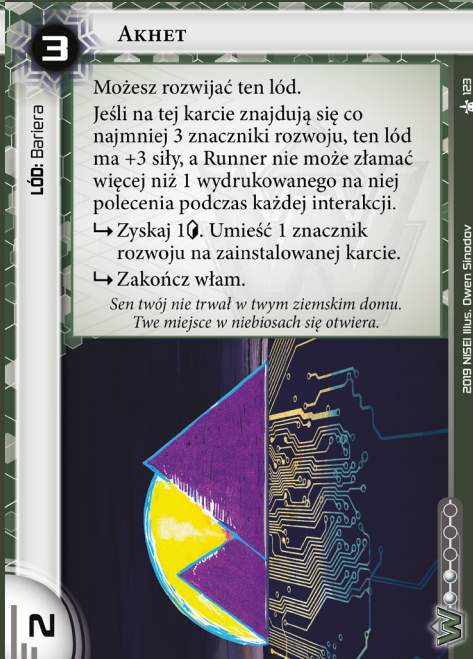 3
AKHET
LÓD: Bariera
Możesz rozwijać ten lód.
Jeśli na tej karcie znajdują się co
najmniej 3 znaczniki rozwoju, ten lód
ma +3 siły, a Runner nie może złamać
więcej niż 1 wydrukowanego na niej
polecenia podczas każdej interakcji.
↳ Zyskaj 1. Umieść 1 znacznik
rozwoju na zainstalowanej karcie.
↳ Zakończ włam.
Sen twój nie trwał w twym ziemskim domu.
Twe miejsce w niebiosach się otwiera.
123
2019 NISEI Illus. Owen Sinodov
2
W